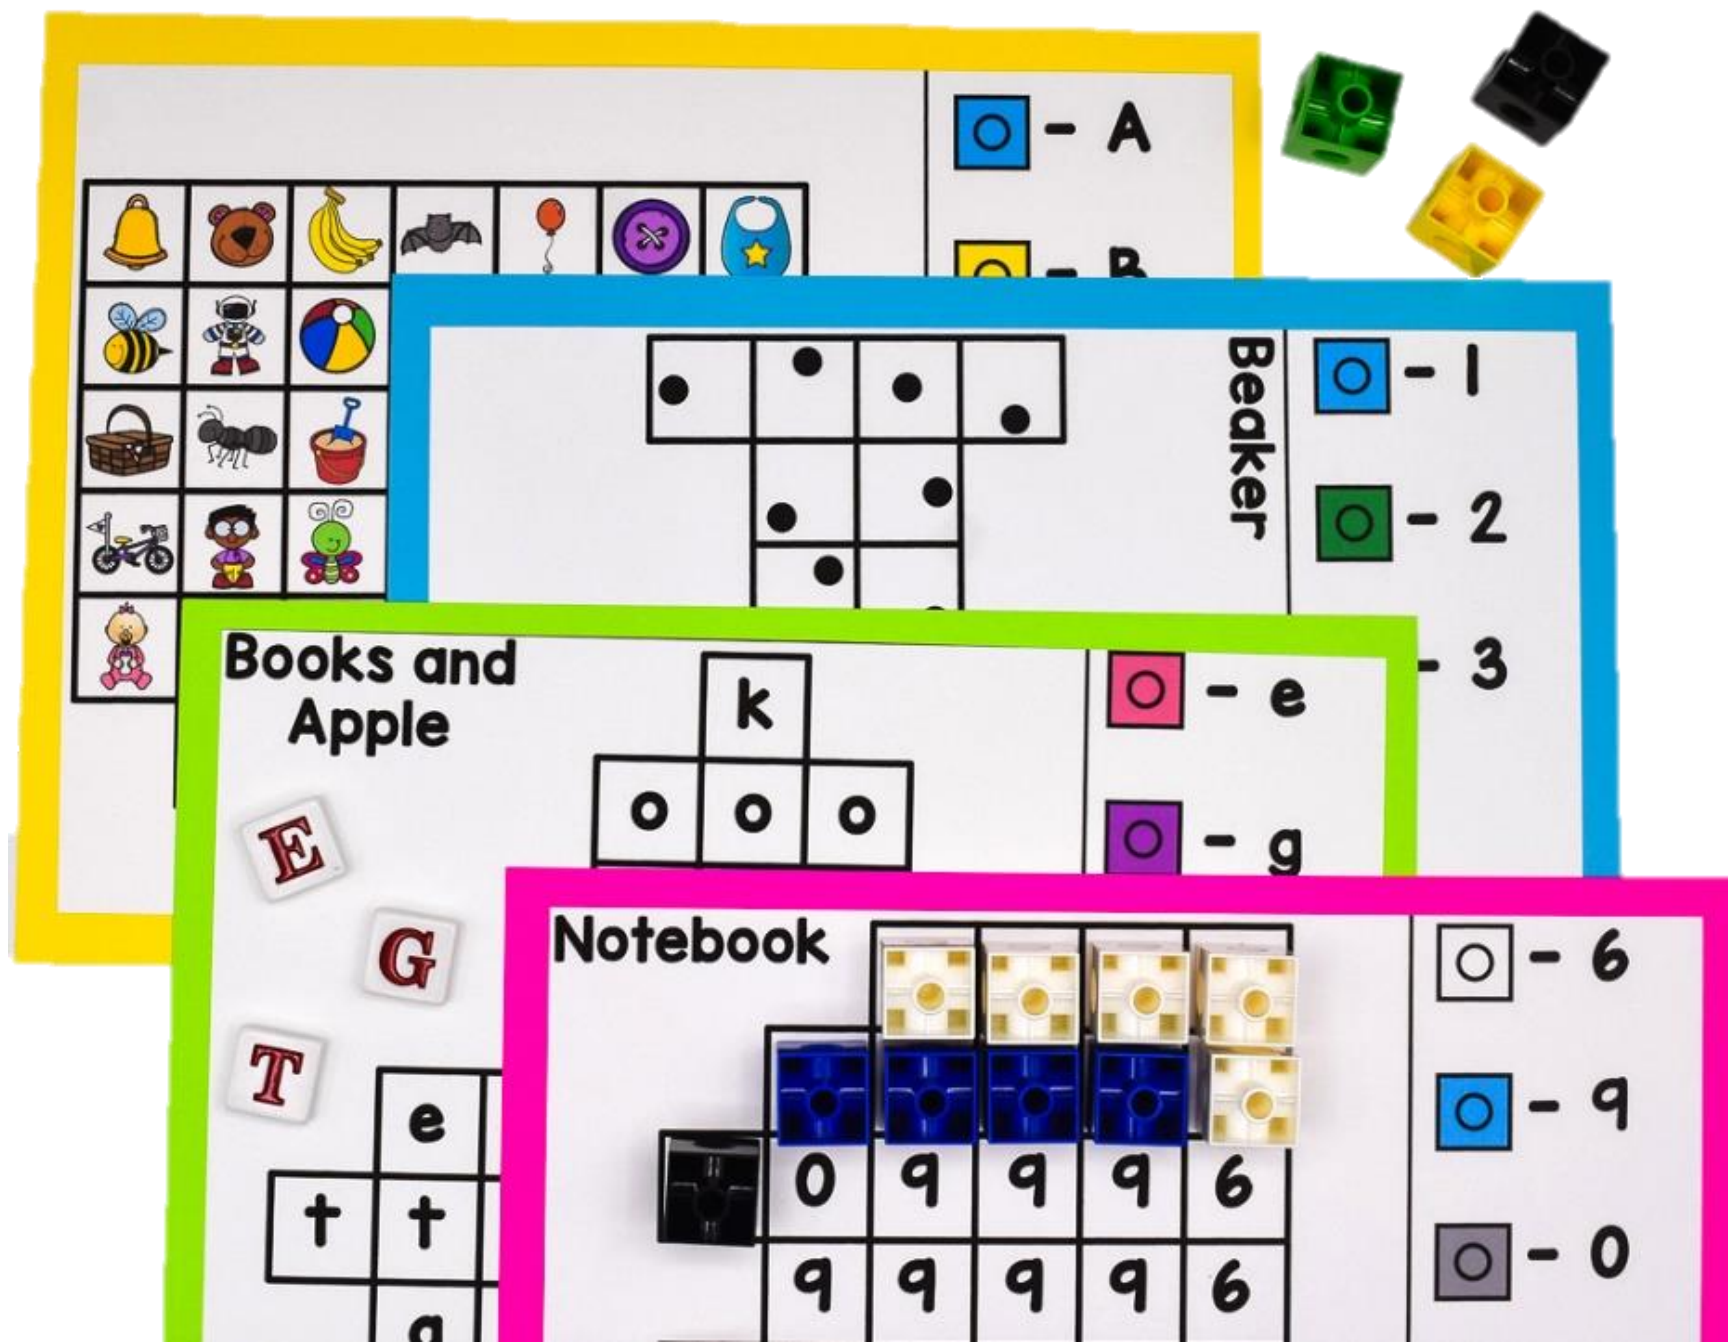 - A
- B
Beaker
- 1
- 2
- 3
Books and
Apple
k
o o o
- e
- g
E
G
T
e
t t
Notebook
- 6
- 9
- 0
0 9 9 9 6
9 9 9 9 6